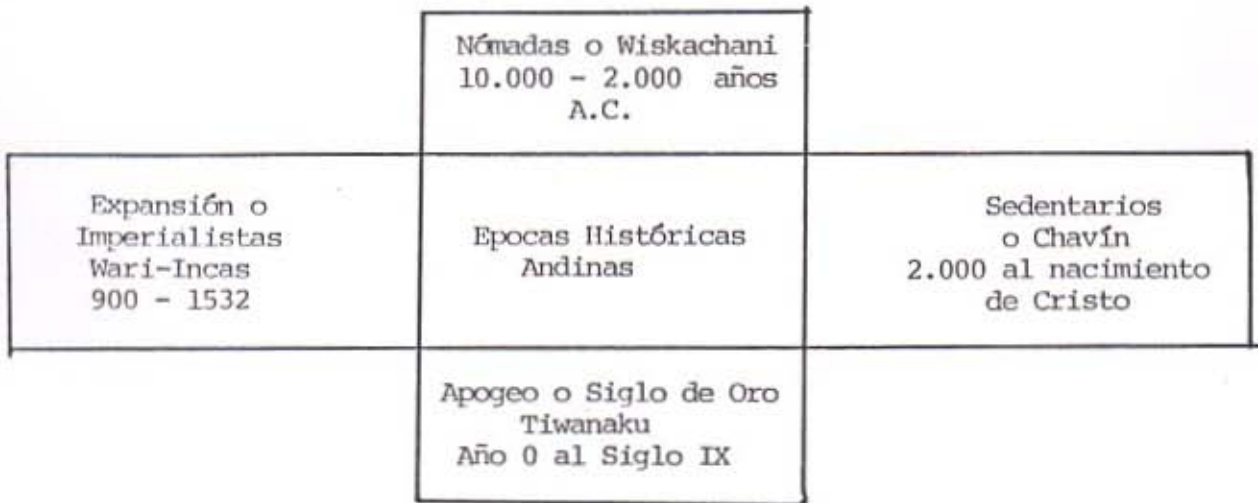 Nómadas o Wiskachani
10.000 - 2.000 años
A.C.
Expansión o
Imperialistas
Wari-Incas
900 - 1532
Epocas Históricas
Andinas
Sedentarios
o Chavín
2.000 al nacimiento
de Cristo
Apogeo o Siglo de Oro
Tiwanaku
Año 0 al Siglo IX